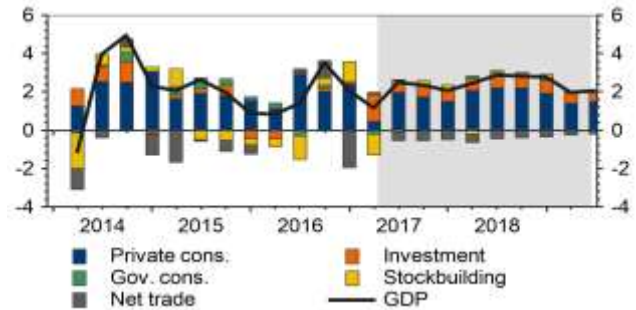 6 6
4 4
2 2
0 0
-2 -2
-4 -4
2014 2015 2016 2017 2018
Private cons. Investment
Gov. cons. Stockbuilding
Net trade GDP